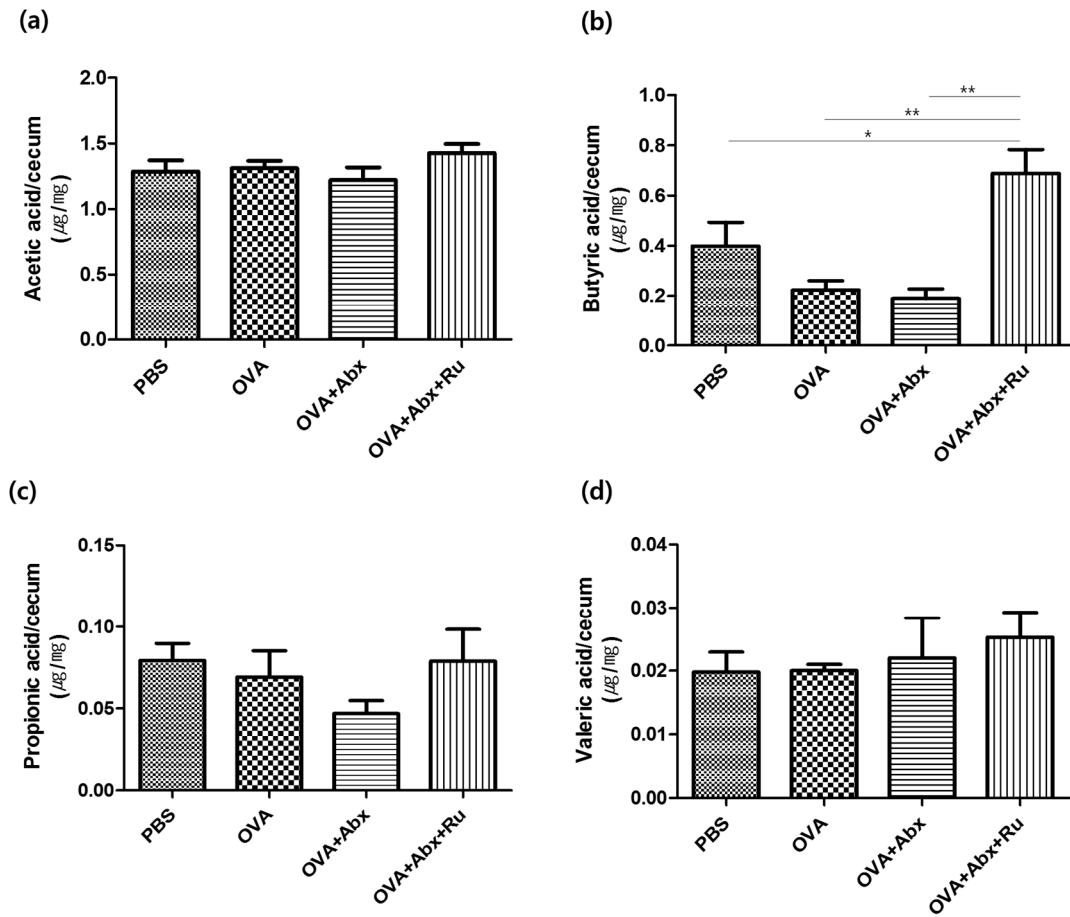 (a)
Acetic acid/cecum
(㎍/㎎)
2.0
1.5
1.0
0.5
0.0
PBS
OVA
OVA+Abx
OVA+Abx+Ru
(b)
Butyric acid/cecum
(㎍/㎎)
1.0
0.8
0.6
0.4
0.2
0.0
**
**
*
PBS
OVA
OVA+Abx
OVA+Abx+Ru
(c)
Propionic acid/cecum
(㎍/㎎)
0.15
0.10
0.05
0.00
PBS
OVA
OVA+Abx
OVA+Abx+Ru
(d)
Valeric acid/cecum
(㎍/㎎)
0.04
0.03
0.02
0.01
0.00
PBS
OVA
OVA+Abx
OVA+Abx+Ru